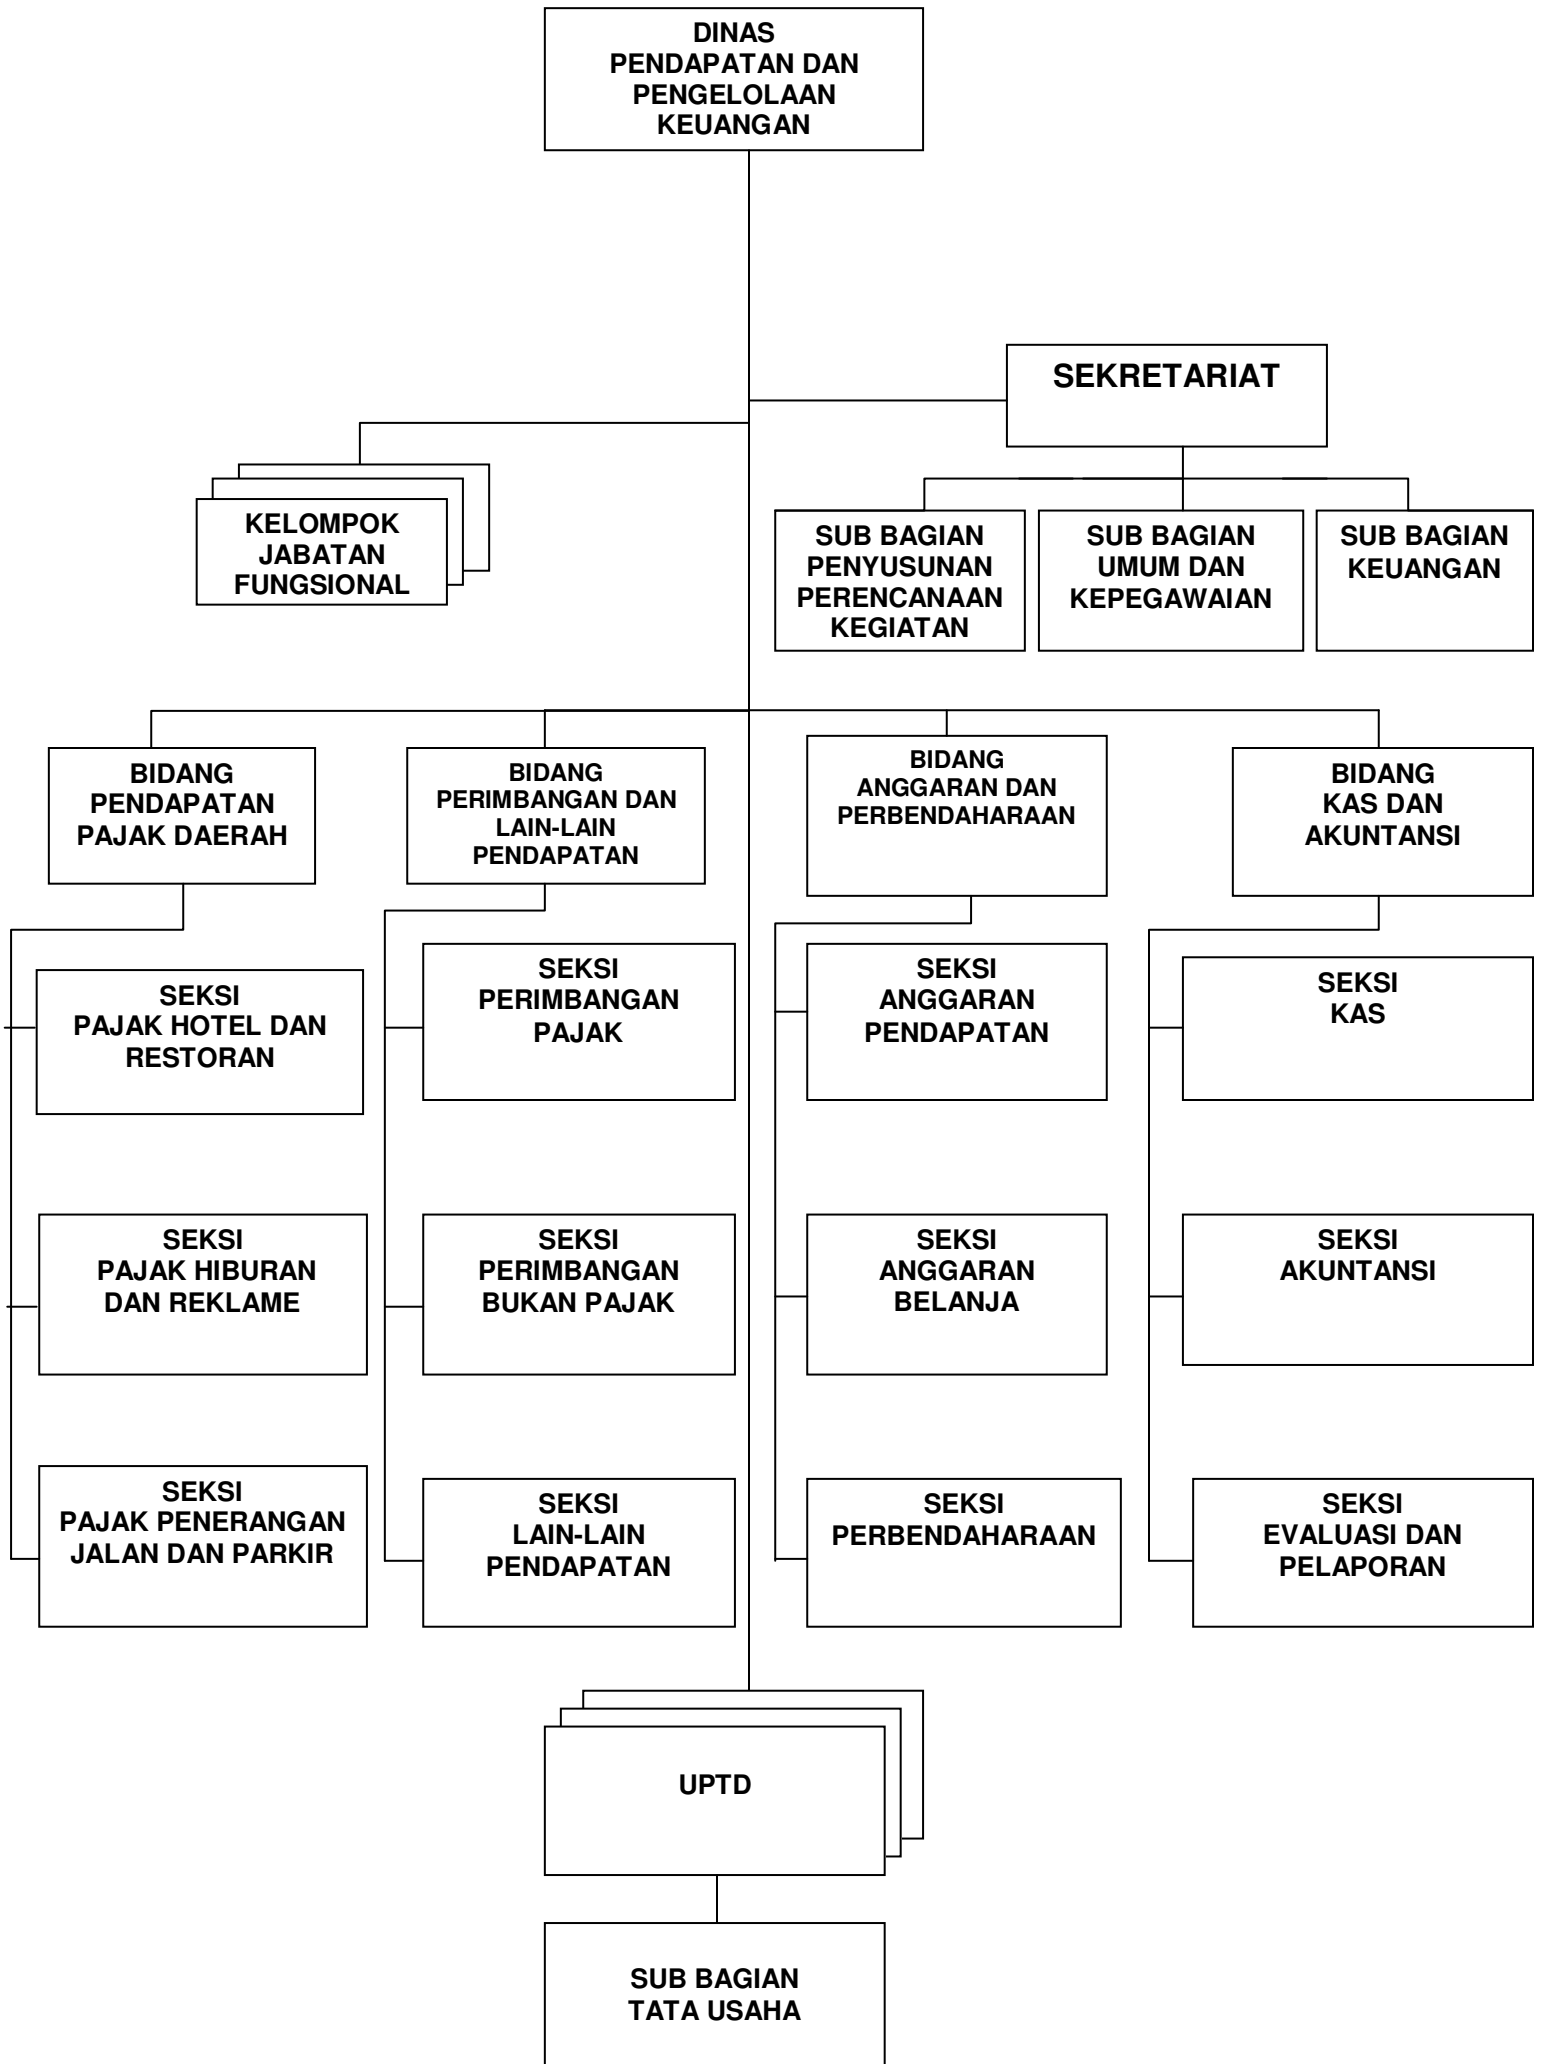 DINAS
PENDAPATAN DAN
PENGELOLAAN
KEUANGAN
SEKRETARIAT
KELOMPOK
JABATAN
FUNGSIONAL
SUB BAGIAN
PENYUSUNAN
PERENCANAAN
KEGIATAN
SUB BAGIAN
UMUM DAN
KEPEGAWAIAN
SUB BAGIAN
KEUANGAN
BIDANG
PENDAPATAN
PAJAK DAERAH
BIDANG
PERIMBANGAN DAN
LAIN-LAIN
PENDAPATAN
BIDANG
ANGGARAN DAN
PERBENDAHARAAN
BIDANG
KAS DAN
AKUNTANSI
SEKSI
PAJAK HOTEL DAN
RESTORAN
SEKSI
PERIMBANGAN
PAJAK
SEKSI
ANGGARAN
PENDAPATAN
SEKSI
KAS
SEKSI
PAJAK HIBURAN
DAN REKLAME
SEKSI
PERIMBANGAN
BUKAN PAJAK
SEKSI
ANGGARAN
BELANJA
SEKSI
AKUNTANSI
SEKSI
PAJAK PENERANGAN
JALAN DAN PARKIR
SEKSI
LAIN-LAIN
PENDAPATAN
SEKSI
PERBENDAHARAAN
SEKSI
EVALUASI DAN
PELAPORAN
UPTD
SUB BAGIAN
TATA USAHA